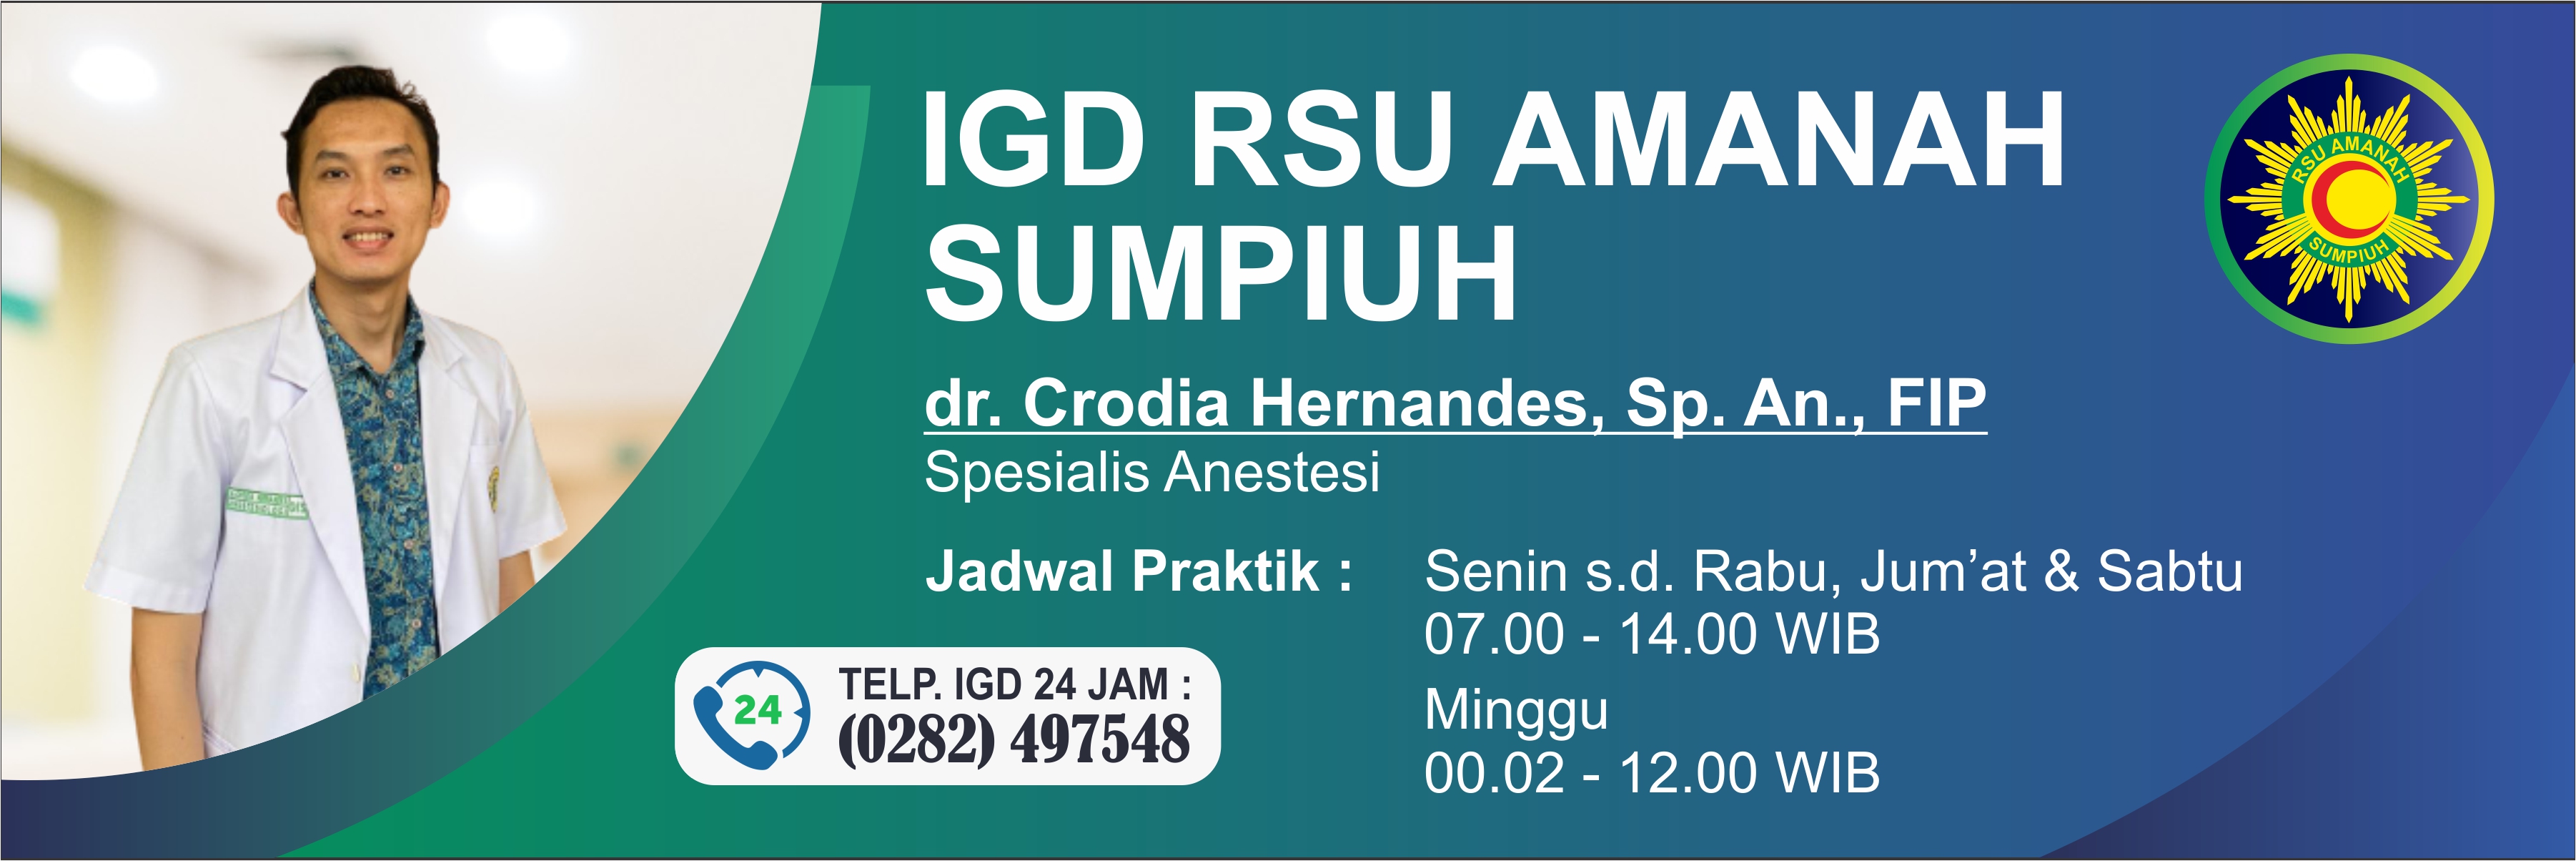 IGD RSU AMANAH
SUMPIUH
RSU AMANAH
SUMPIUH
dr. Crodia Hernandes, Sp. An., FIP
Spesialis Anestesi
Jadwal Praktik : Senin s.d. Rabu, Jum’at & Sabtu
07.00 - 14.00 WIB
Minggu
00.02 - 12.00 WIB
24
TELP. IGD 24 JAM :
(0282) 497548